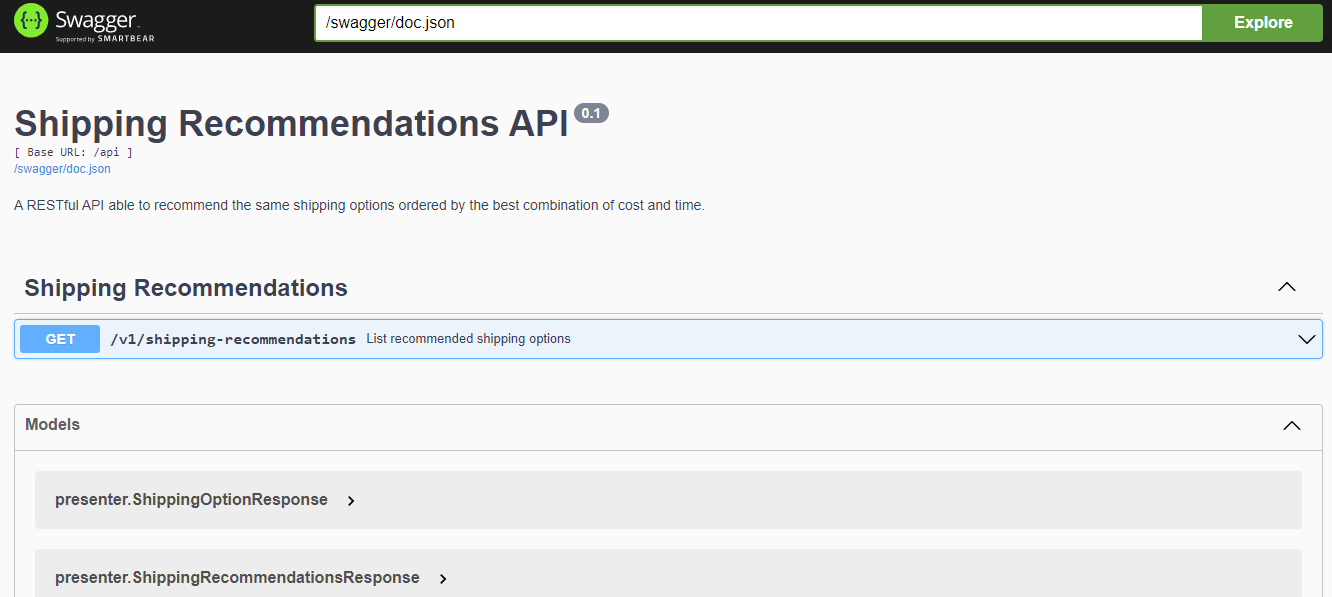 {···} Swagger.
Supported by SMARTBEAR
/swagger/doc.json
Explore
Shipping Recommendations API 0.1
[ Base URL: /api ]
/swagger/doc.json
A RESTful API able to recommend the same shipping options ordered by the best combination of cost and time.
Shipping Recommendations
GET /v1/shipping-recommendations List recommended shipping options
Models
presenter.ShippingOptionResponse
presenter.ShippingRecommendationsResponse